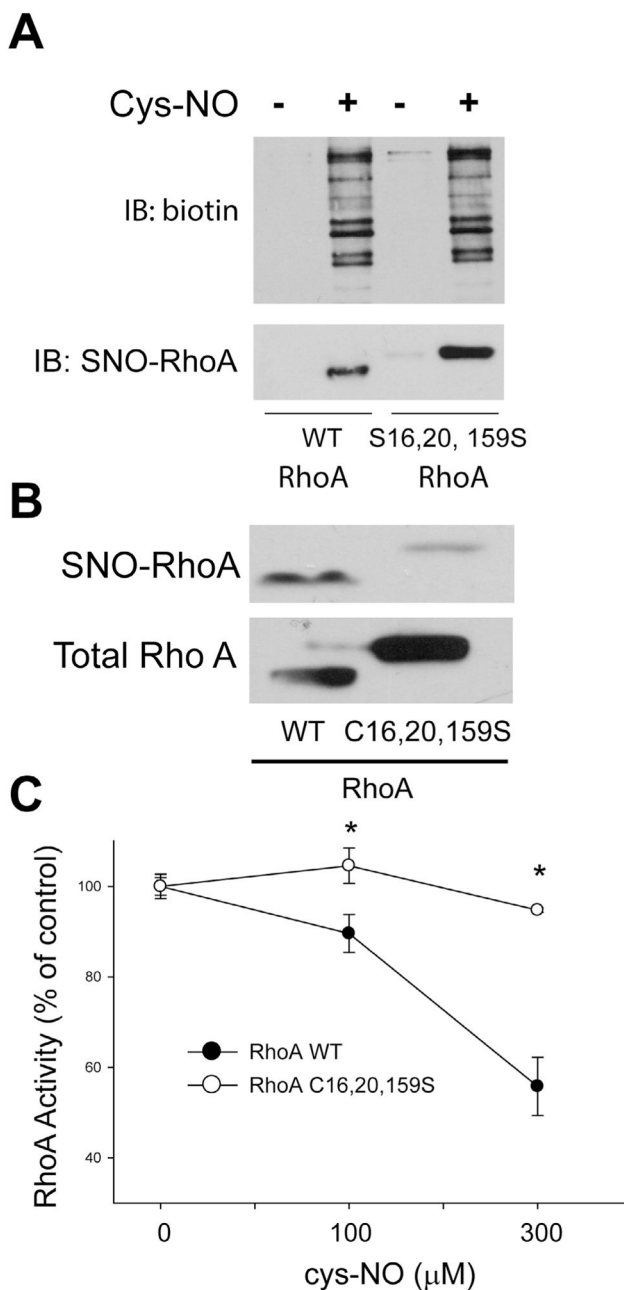 A
Cys-NO - + - +
IB: biotin
IB: SNO-RhoA
WT S16,20, 159S
RhoA RhoA
B
SNO-RhoA
Total Rho A
WT C16,20,159S
RhoA
C
* *
RhoA Activity (% of control)
100
80
60
40
RhoA WT
RhoA C16,20,159S
0 100 300
cys-NO (μM)